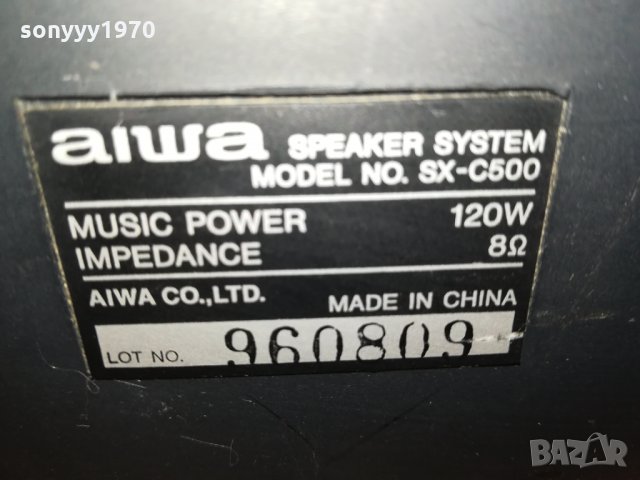 sonyyy1970
aiwa SPEAKER SYSTEM
MODEL NO. SX-C500
MUSIC POWER 120W
IMPEDANCE 8Ω
AIWA CO.,LTD. MADE IN CHINA
LOT NO. 960809
BAZAR